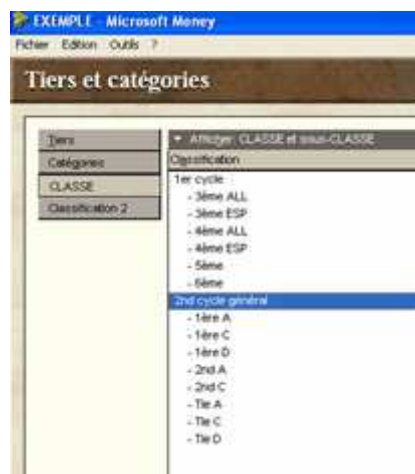 EXEMPLE - Microsoft Money
Fichier Edition Outils ?
Tiers et catégories
Tiers
Catégories
CLASSE
Classification 2
Afficher: CLASSE et sous-CLASSE
Classification
1er cycle
- 3ème ALL
- 3ème ESP
- 4ème ALL
- 4ème ESP
- 5ème
- 6ème
2nd cycle général
- 1ère A
- 1ère C
- 1ère D
- 2nd A
- 2nd C
- Tle A
- Tle C
- Tle D